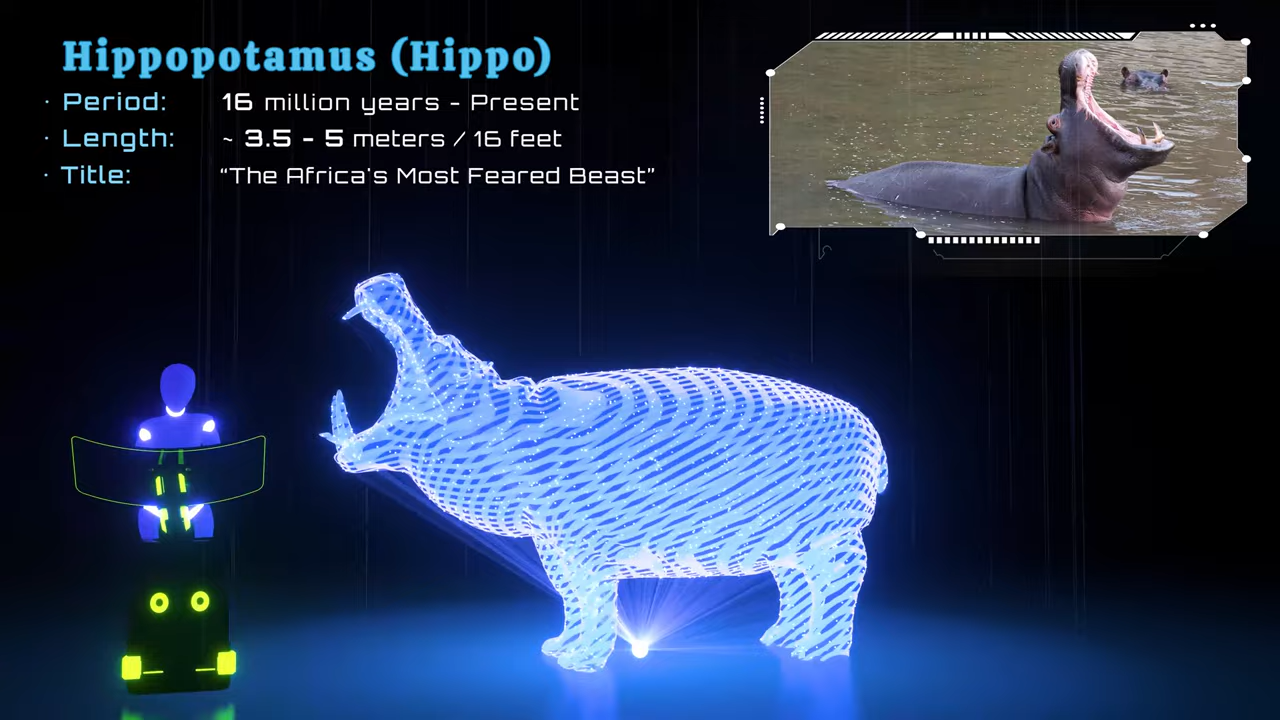 Hippopotamus (Hippo)
· Period: 16 million years - Present
· Length: ~ 3.5 - 5 meters / 16 feet
· Title: “The Africa's Most Feared Beast”